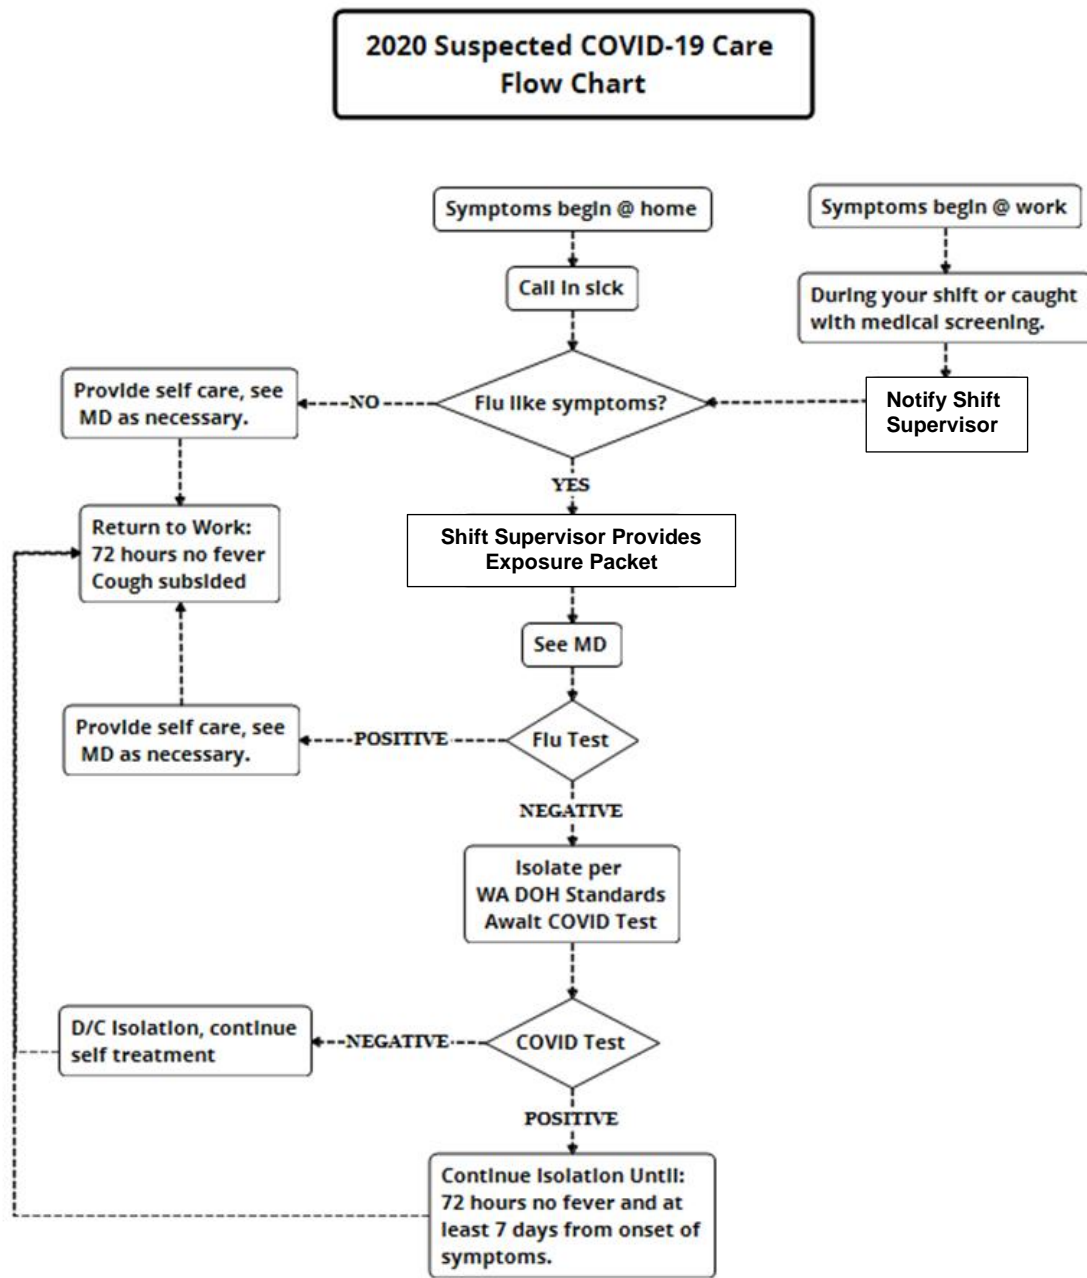 2020 Suspected COVID-19 Care
Flow Chart
Symptoms begin @ home
Symptoms begin @ work
Call in sick
During your shift or caught
with medical screening.
Provide self care, see
MD as necessary.
NO
Flu like symptoms?
Notify Shift
Supervisor
YES
Return to Work:
72 hours no fever
Cough subsided
Shift Supervisor Provides
Exposure Packet
See MD
Provide self care, see
MD as necessary.
POSITIVE
Flu Test
NEGATIVE
Isolate per
WA DOH Standards
Await COVID Test
D/C Isolation, continue
self treatment
NEGATIVE
COVID Test
POSITIVE
Continue Isolation Until:
72 hours no fever and at
least 7 days from onset of
symptoms.